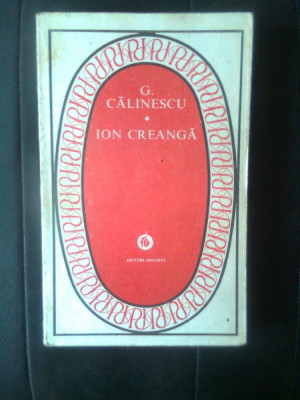 G.
CĂLINESCU
ION CREANGĂ
EDITURA MINERVA